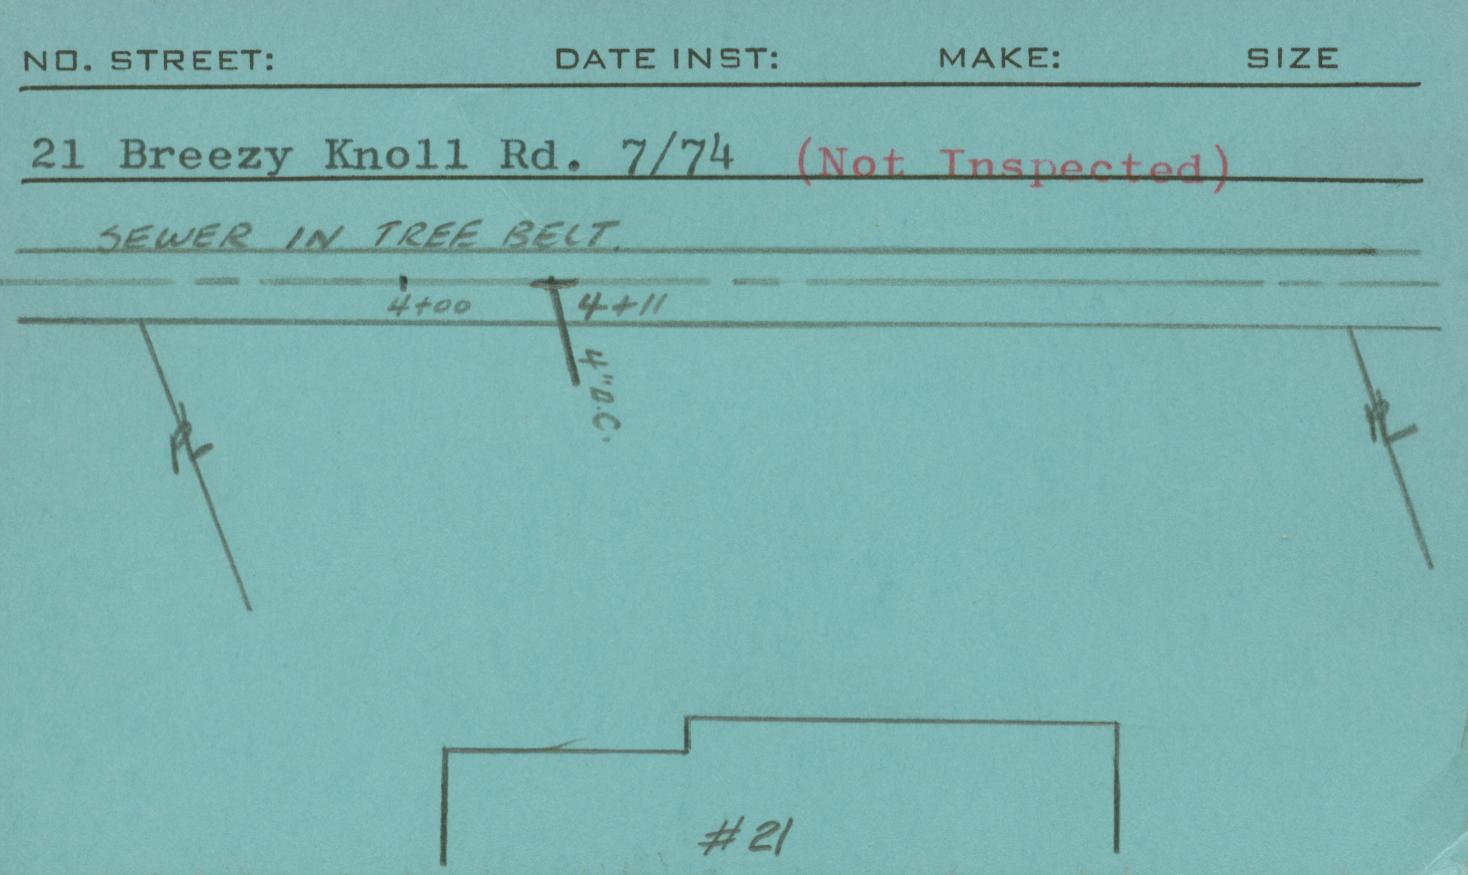 NO. STREET: DATE INST: MAKE: SIZE
21 Breezy Knoll Rd. 7/74 (Not Inspected)
SEWER IN TREE BELT.
4+00 4+11
4" a.c.
PL PL
#21